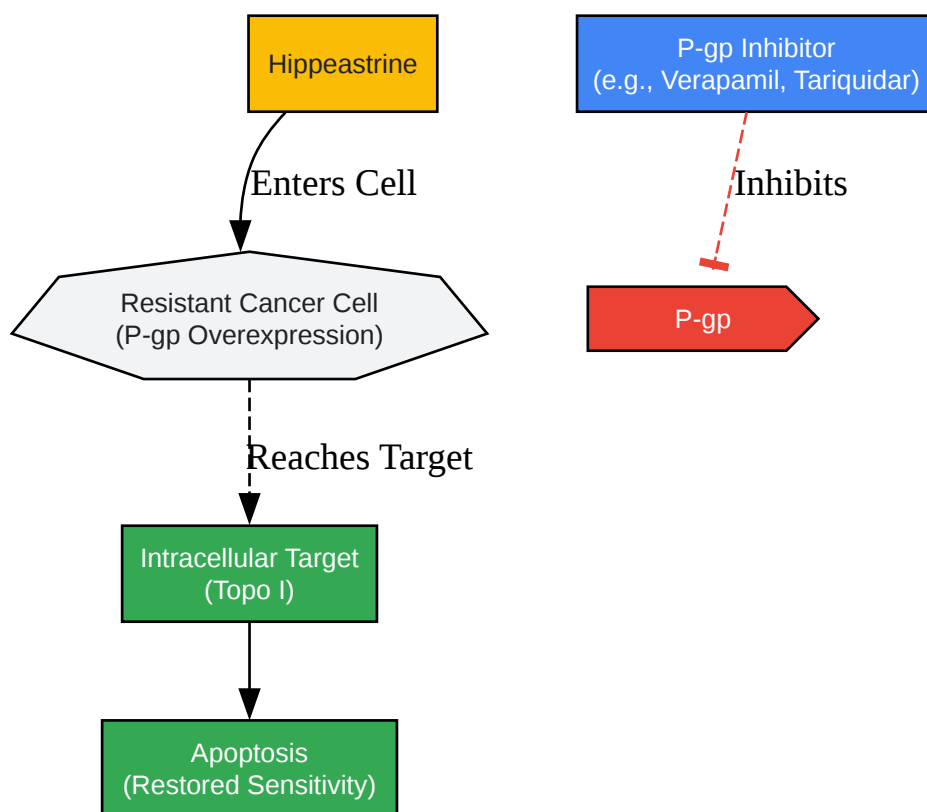 Hippeastrine
P-gp Inhibitor
(e.g., Verapamil, Tariquidar)
Enters Cell
Inhibits
Resistant Cancer Cell
(P-gp Overexpression)
P-gp
Reaches Target
Intracellular Target
(Topo I)
Apoptosis
(Restored Sensitivity)